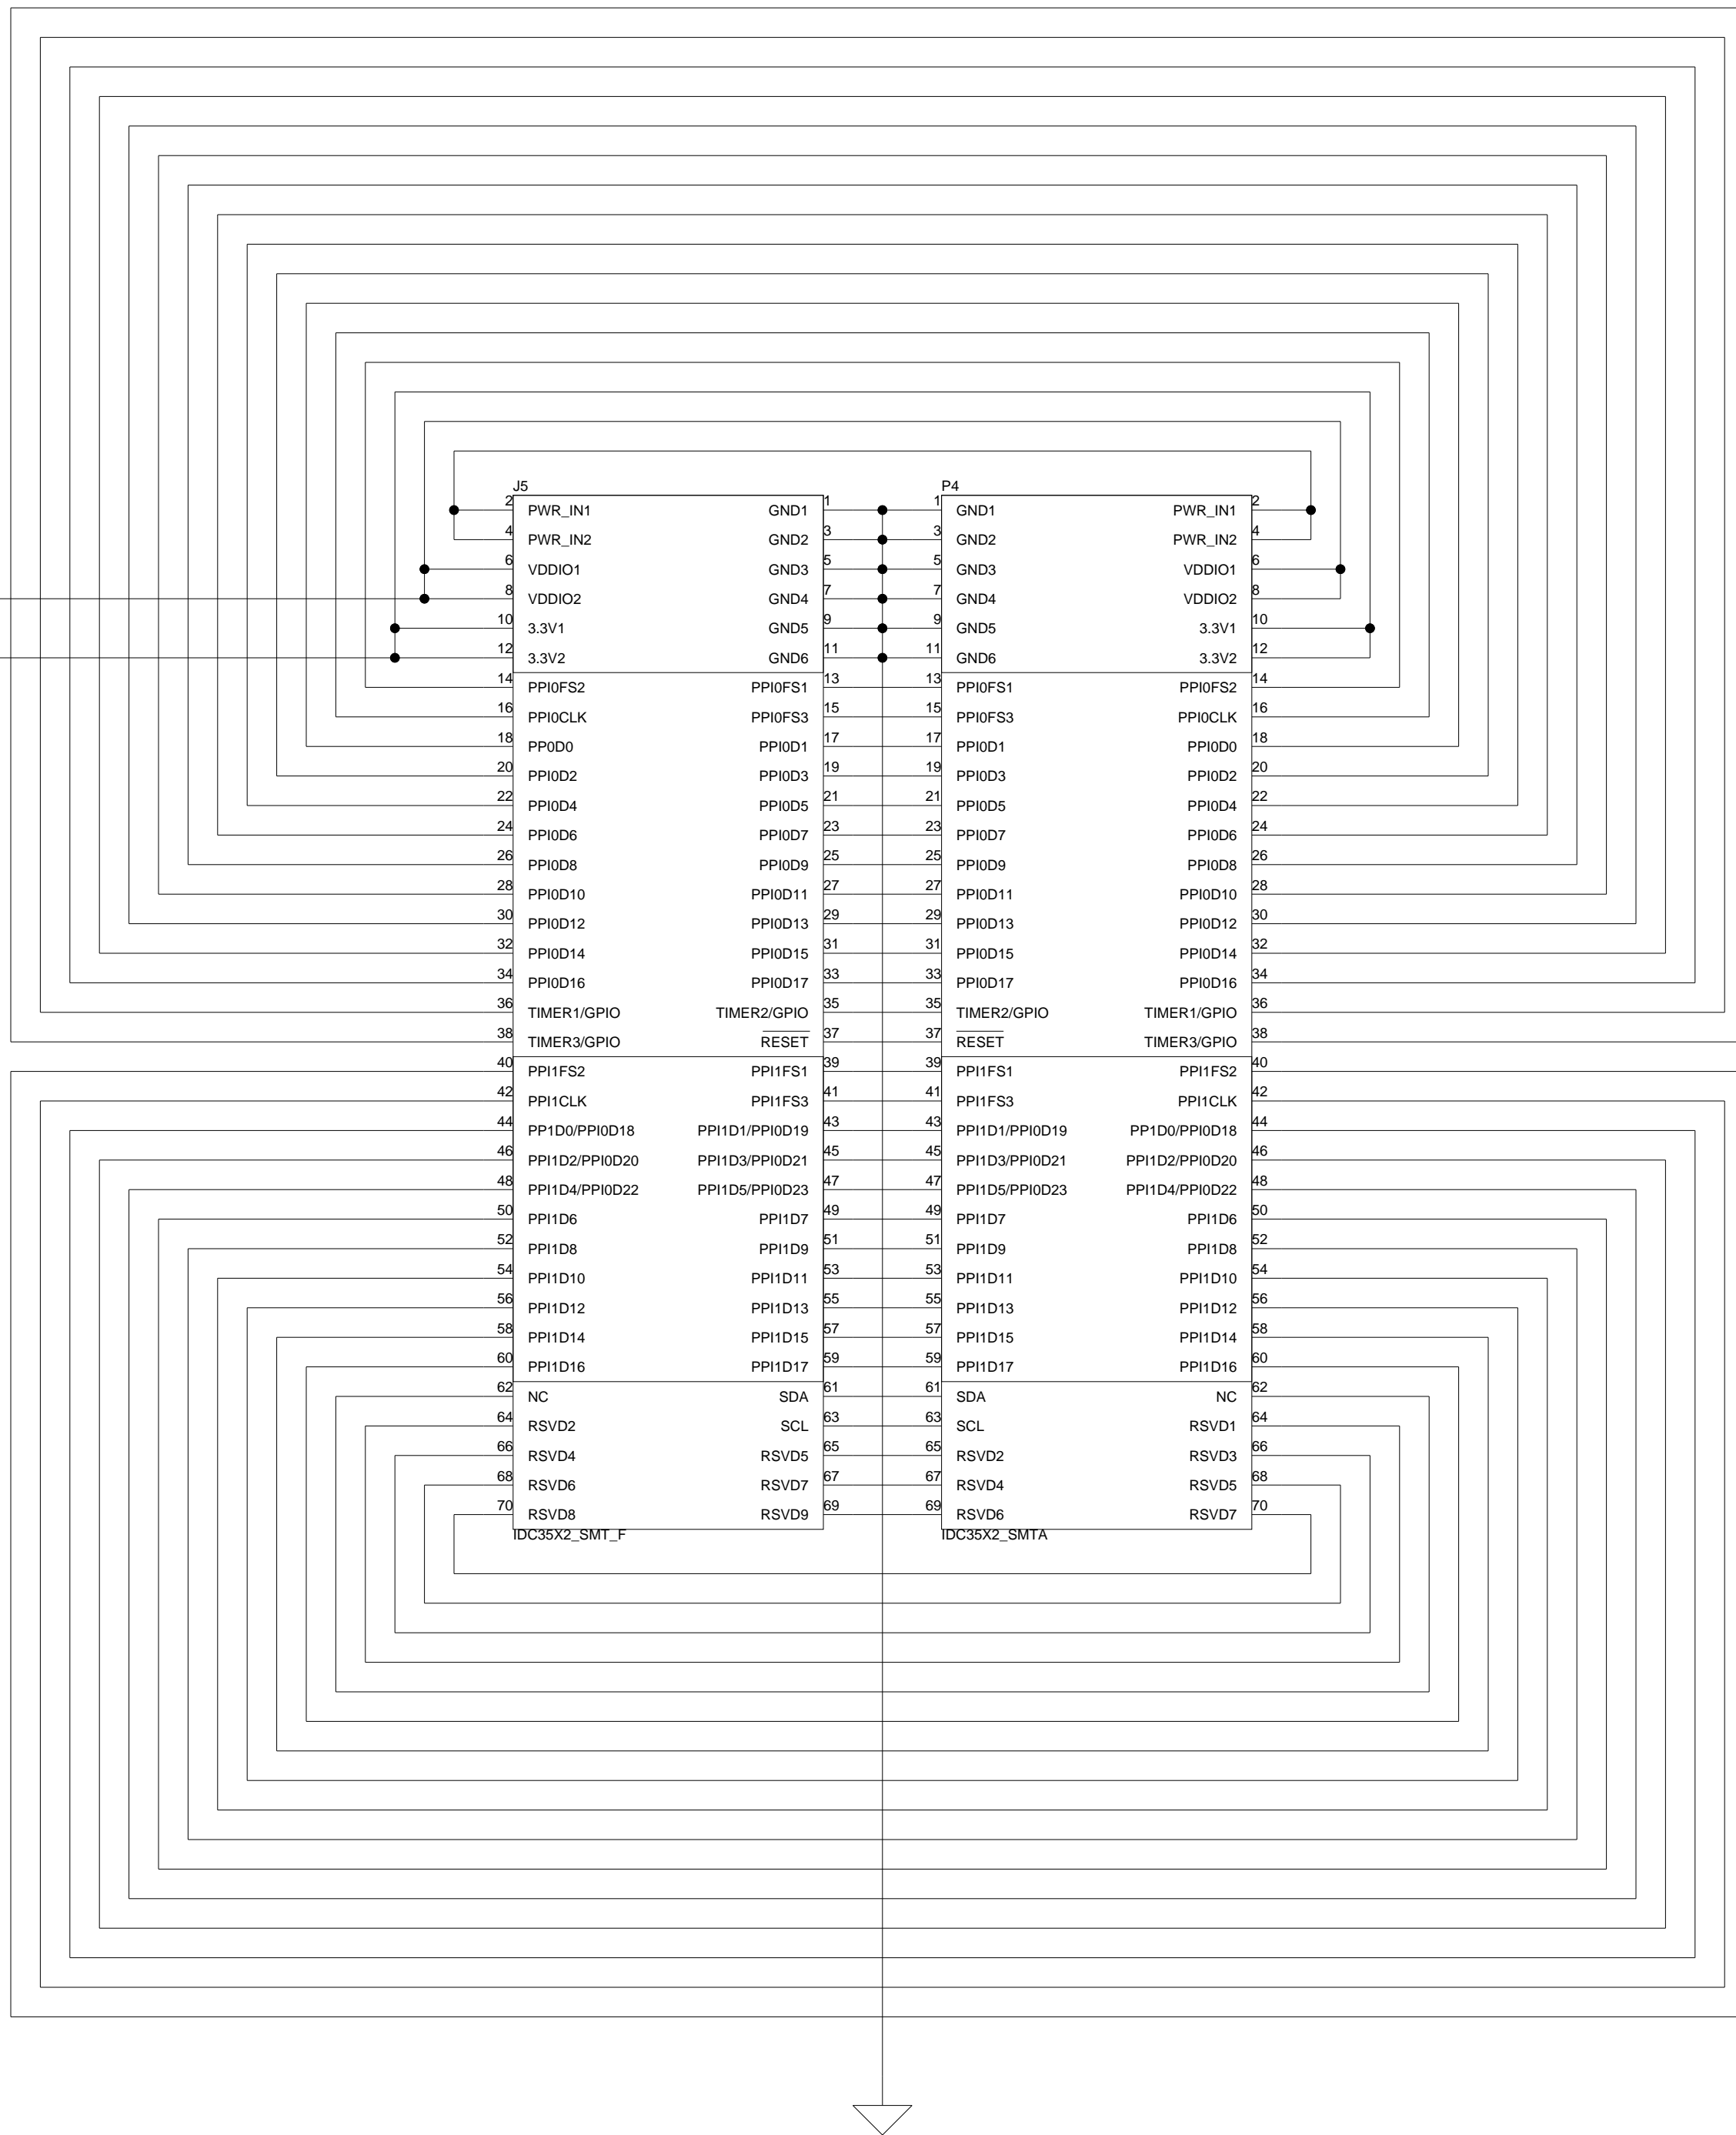 J5 P4
2 PWR_IN1 GND1 1 1 GND1 PWR_IN1 2
4 PWR_IN2 GND2 3 3 GND2 PWR_IN2 4
6 VDDIO1 GND3 5 5 GND3 VDDIO1 6
8 VDDIO2 GND4 7 7 GND4 VDDIO2 8
10 3.3V1 GND5 9 9 GND5 3.3V1 10
12 3.3V2 GND6 11 11 GND6 3.3V2 12
14 PPI0FS2 PPI0FS1 13 13 PPI0FS1 PPI0FS2 14
16 PPI0CLK PPI0FS3 15 15 PPI0FS3 PPI0CLK 16
18 PP0D0 PPI0D1 17 17 PPI0D1 PPI0D0 18
20 PPI0D2 PPI0D3 19 19 PPI0D3 PPI0D2 20
22 PPI0D4 PPI0D5 21 21 PPI0D5 PPI0D4 22
24 PPI0D6 PPI0D7 23 23 PPI0D7 PPI0D6 24
26 PPI0D8 PPI0D9 25 25 PPI0D9 PPI0D8 26
28 PPI0D10 PPI0D11 27 27 PPI0D11 PPI0D10 28
30 PPI0D12 PPI0D13 29 29 PPI0D13 PPI0D12 30
32 PPI0D14 PPI0D15 31 31 PPI0D15 PPI0D14 32
34 PPI0D16 PPI0D17 33 33 PPI0D17 PPI0D16 34
36 TIMER1/GPIO TIMER2/GPIO 35 35 TIMER2/GPIO TIMER1/GPIO 36
38 TIMER3/GPIO RESET 37 37 RESET TIMER3/GPIO 38
40 PPI1FS2 PPI1FS1 39 39 PPI1FS1 PPI1FS2 40
42 PPI1CLK PPI1FS3 41 41 PPI1FS3 PPI1CLK 42
44 PP1D0/PPI0D18 PPI1D1/PPI0D19 43 43 PPI1D1/PPI0D19 PP1D0/PPI0D18 44
46 PPI1D2/PPI0D20 PPI1D3/PPI0D21 45 45 PPI1D3/PPI0D21 PPI1D2/PPI0D20 46
48 PPI1D4/PPI0D22 PPI1D5/PPI0D23 47 47 PPI1D5/PPI0D23 PPI1D4/PPI0D22 48
50 PPI1D6 PPI1D7 49 49 PPI1D7 PPI1D6 50
52 PPI1D8 PPI1D9 51 51 PPI1D9 PPI1D8 52
54 PPI1D10 PPI1D11 53 53 PPI1D11 PPI1D10 54
56 PPI1D12 PPI1D13 55 55 PPI1D13 PPI1D12 56
58 PPI1D14 PPI1D15 57 57 PPI1D15 PPI1D14 58
60 PPI1D16 PPI1D17 59 59 PPI1D17 PPI1D16 60
62 NC SDA 61 61 SDA NC 62
64 RSVD2 SCL 63 63 SCL RSVD1 64
66 RSVD4 RSVD5 65 65 RSVD2 RSVD3 66
68 RSVD6 RSVD7 67 67 RSVD4 RSVD5 68
70 RSVD8 RSVD9 69 69 RSVD6 RSVD7 70
IDC35X2_SMT_F IDC35X2_SMTA